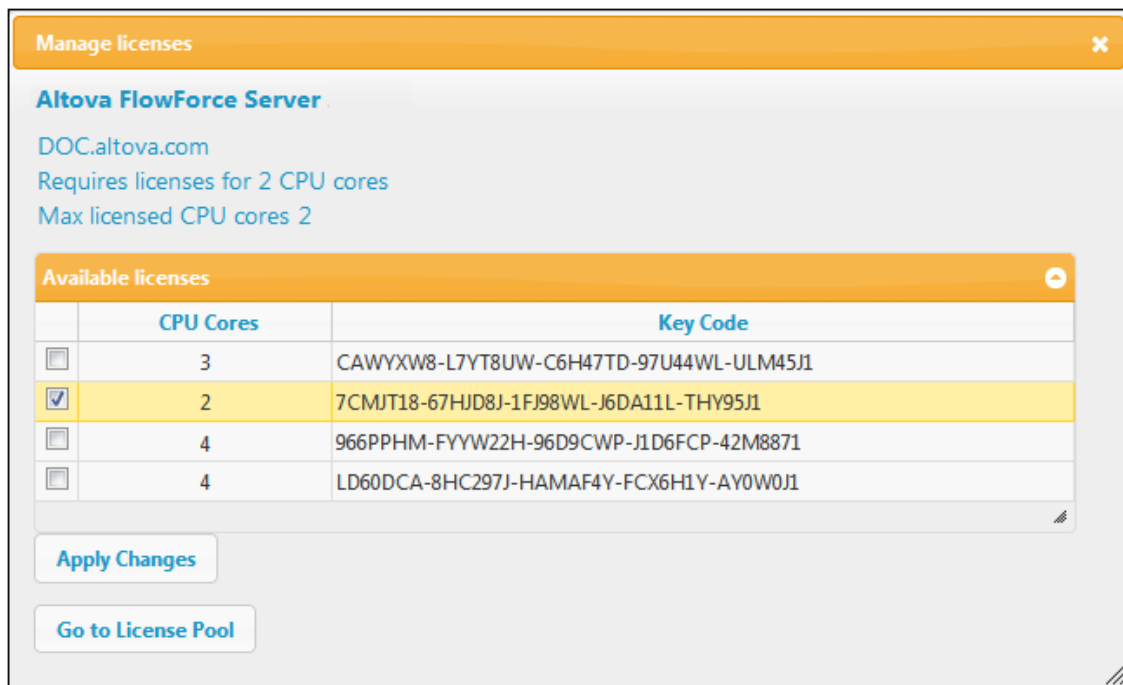 Manage licenses
Altova FlowForce Server
DOC.altova.com
Requires licenses for 2 CPU cores
Max licensed CPU cores 2
Available licenses
CPU Cores Key Code
3 CAWYXW8-L7YT8UW-C6H47TD-97U44WL-ULM45J1
2 7CMJT18-67HJD8J-1FJ98WL-J6DA11L-THY95J1
4 966PPHM-FYYW22H-96D9CWP-J1D6FCP-42M8871
4 LD60DCA-8HC297J-HAMAF4Y-FCX6H1Y-AY0W0J1
Apply Changes
Go to License Pool